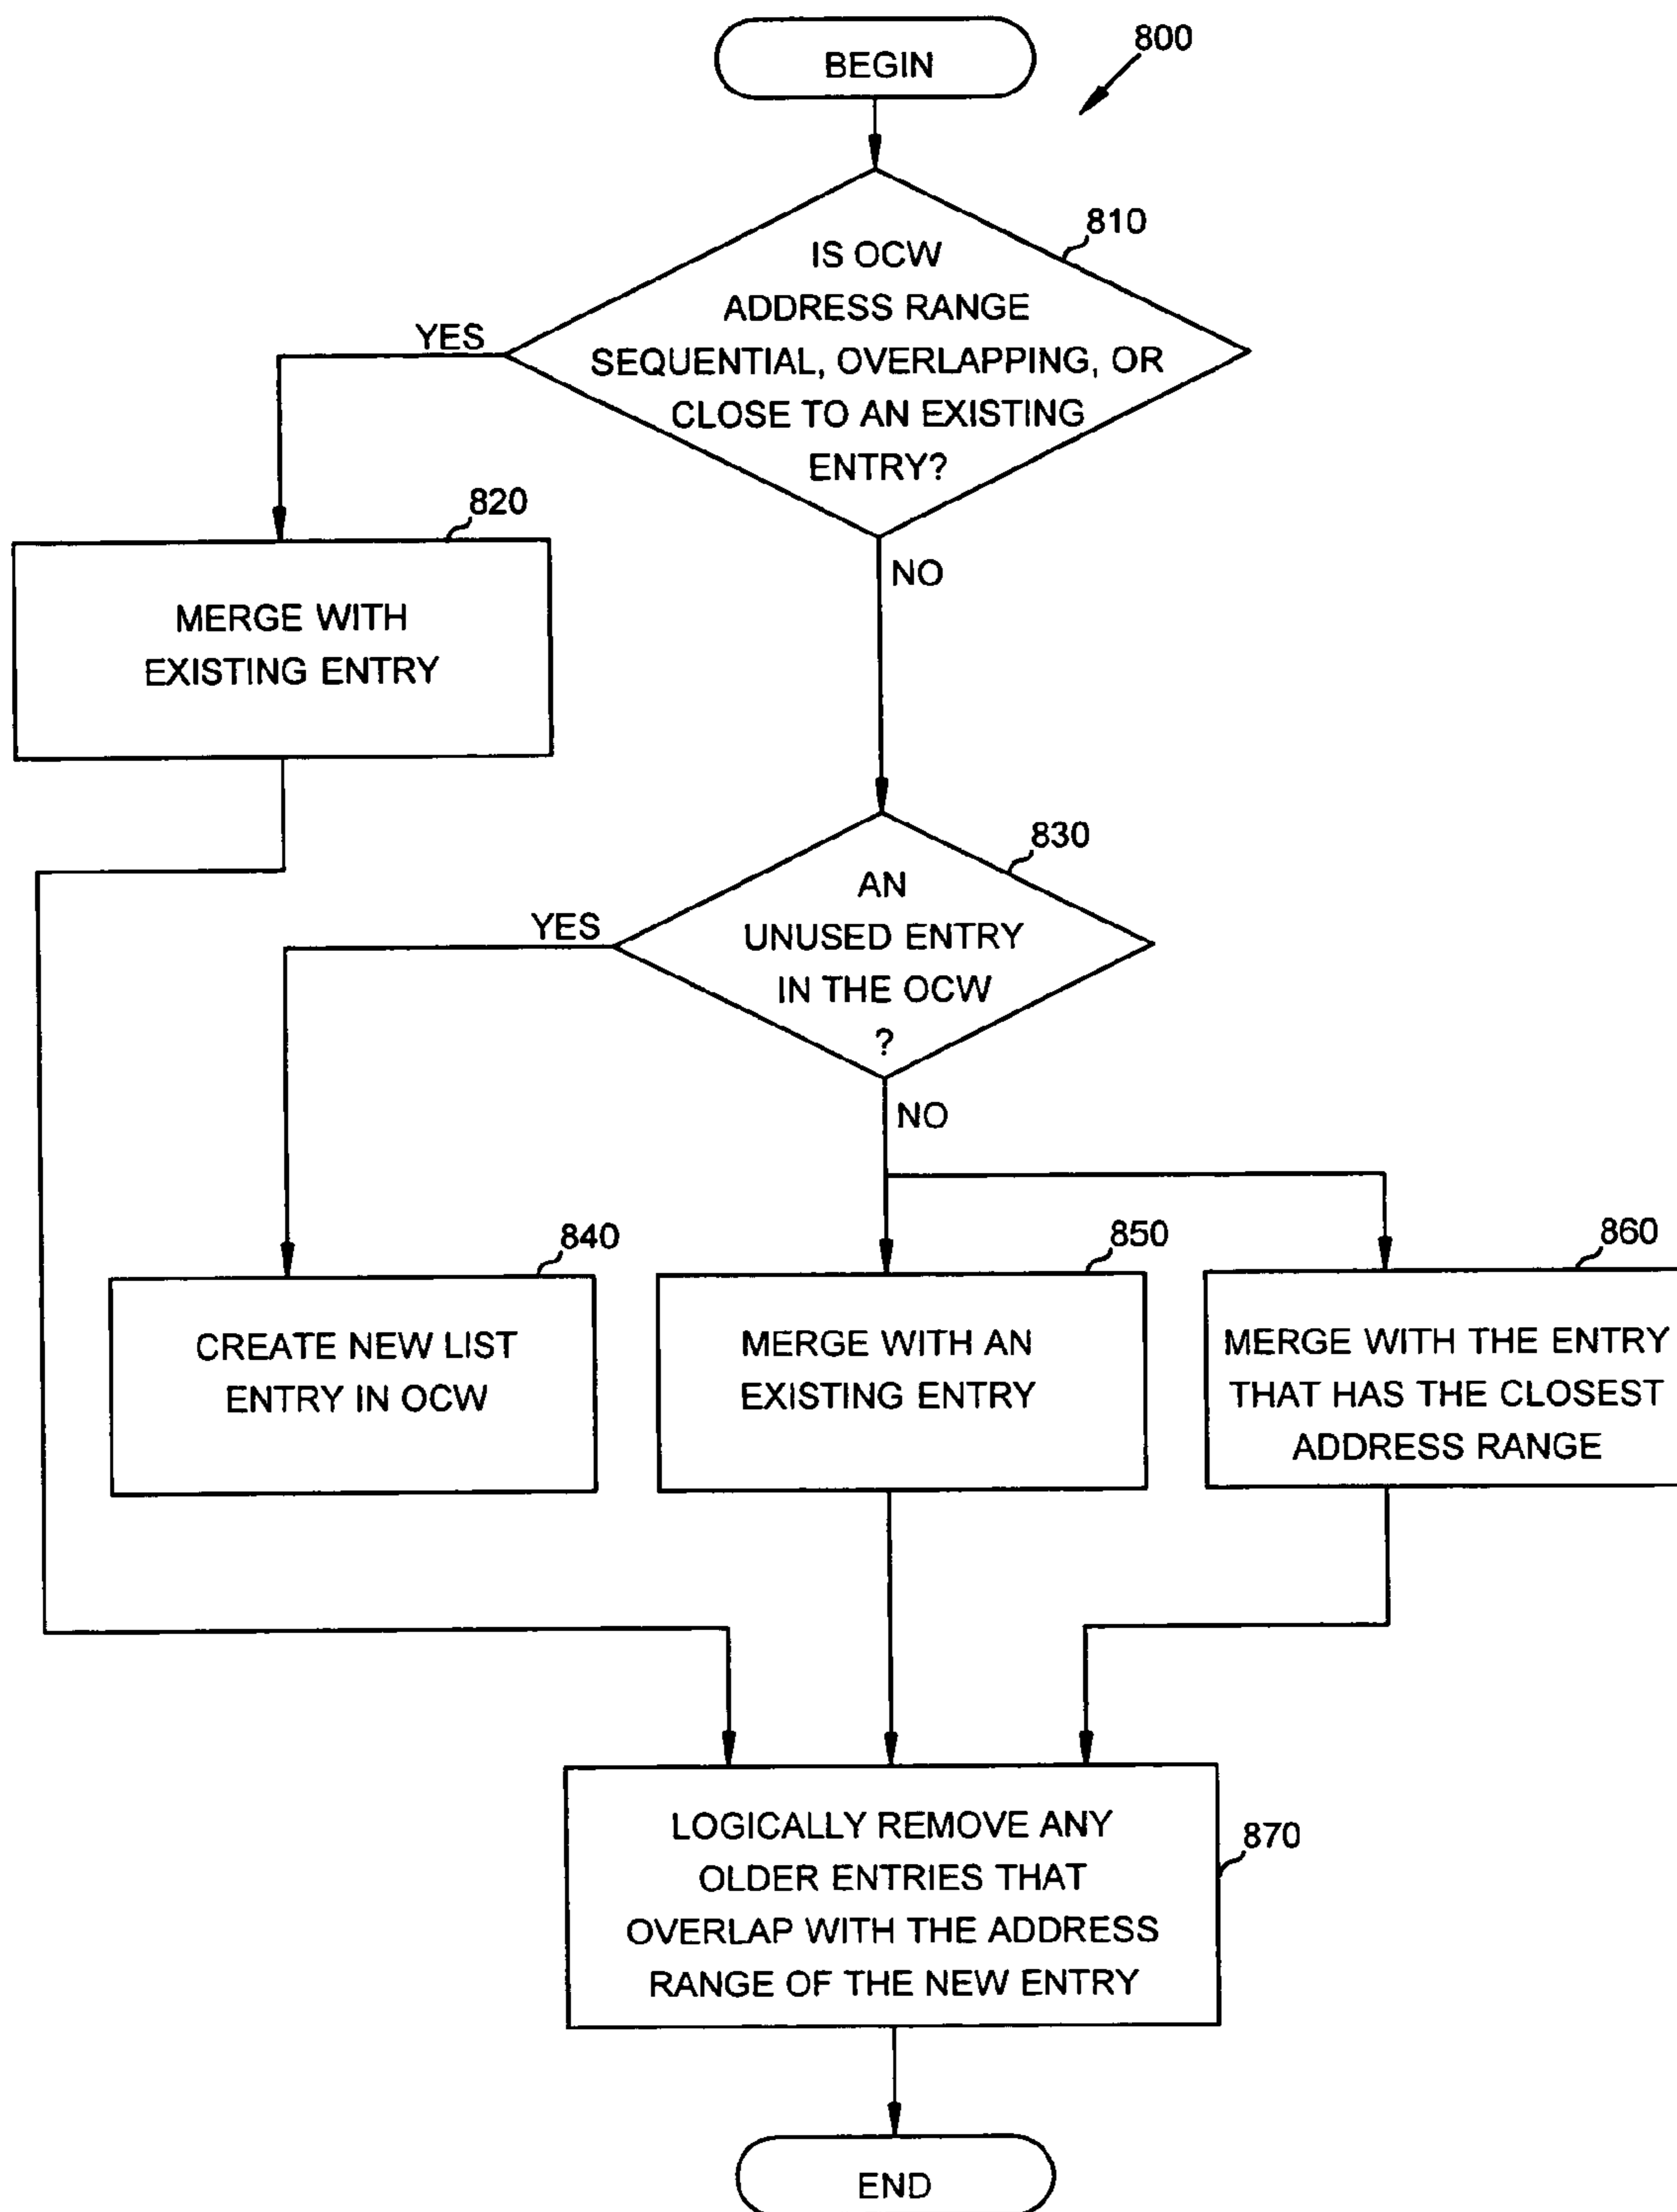 BEGIN
800
810
IS OCW
ADDRESS RANGE
SEQUENTIAL, OVERLAPPING, OR
CLOSE TO AN EXISTING
ENTRY?
YES
NO
820
MERGE WITH
EXISTING ENTRY
830
AN
UNUSED ENTRY
IN THE OCW
?
YES
NO
840
CREATE NEW LIST
ENTRY IN OCW
850
MERGE WITH AN
EXISTING ENTRY
860
MERGE WITH THE ENTRY
THAT HAS THE CLOSEST
ADDRESS RANGE
LOGICALLY REMOVE ANY
OLDER ENTRIES THAT
OVERLAP WITH THE ADDRESS
RANGE OF THE NEW ENTRY
870
END